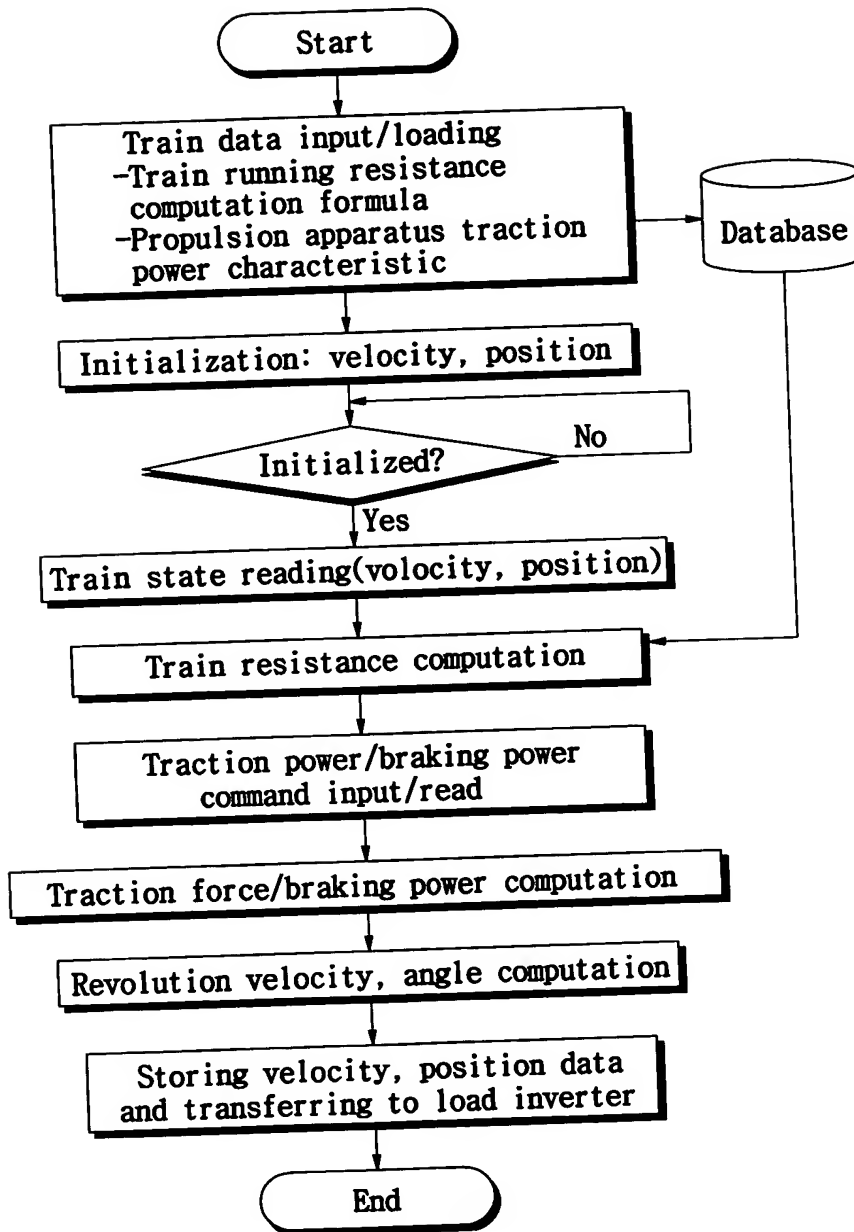 Start
Train data input/loading
-Train running resistance
computation formula
-Propulsion apparatus traction
power characteristic
Database
Initialization: velocity, position
Initialized?
No
Yes
Train state reading(volocity, position)
Train resistance computation
Traction power/braking power
command input/read
Traction force/braking power computation
Revolution velocity, angle computation
Storing velocity, position data
and transferring to load inverter
End